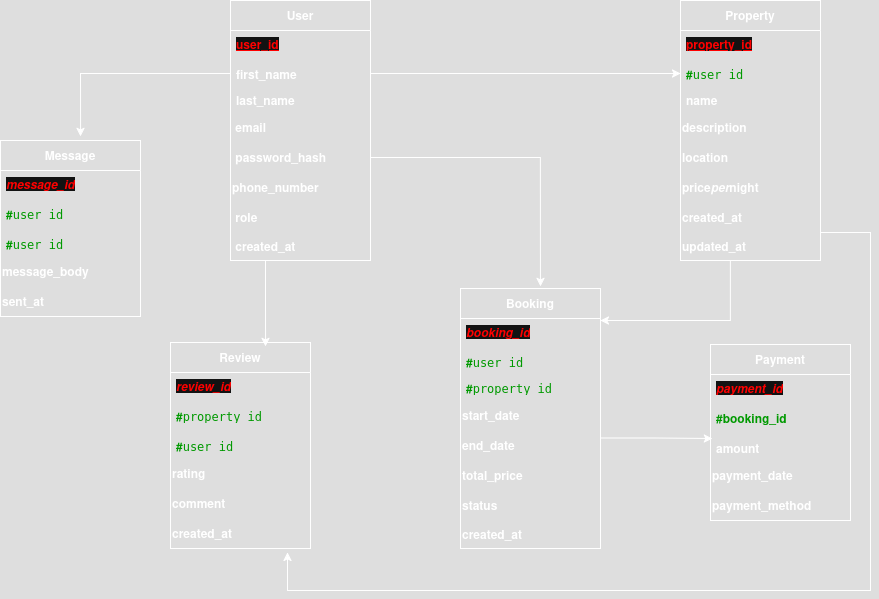 User
user_id
first_name
last_name
email
password_hash
phone_number
role
created_at
Property
property_id
#user id
name
description
location
pricepernight
created_at
updated_at
Message
message_id
#user id
#user id
message_body
sent_at
Booking
booking_id
#user id
#property id
start_date
end_date
total_price
status
created_at
Review
review_id
#property id
#user id
rating
comment
created_at
Payment
payment_id
#booking_id
amount
payment_date
payment_method